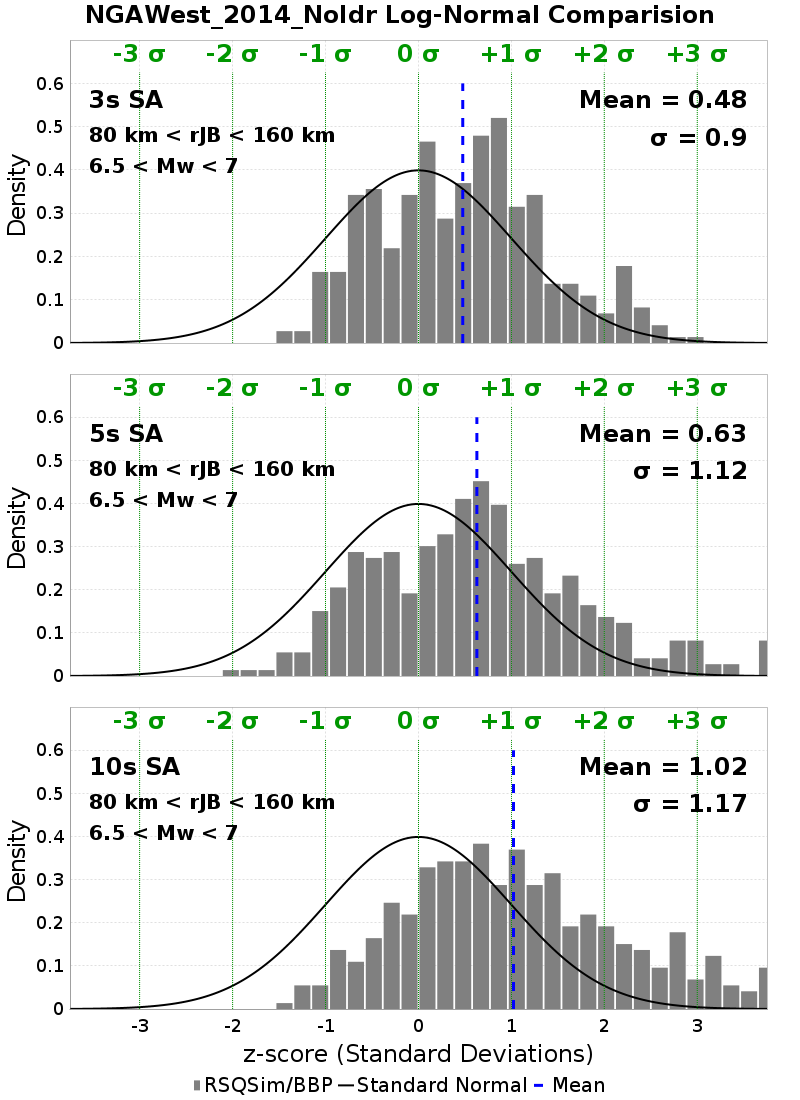 NGAWest_2014_NoIdr Log-Normal Comparision
-3 σ -2 σ -1 σ 0 σ +1 σ +2 σ +3 σ
0.6
3s SA Mean = 0.48
0.5
80 km < rJB < 160 km σ = 0.9
0.4
6.5 < Mw < 7
0.3
Density
0.2
0.1
0
-3 σ -2 σ -1 σ 0 σ +1 σ +2 σ +3 σ
0.6
5s SA Mean = 0.63
0.5
80 km < rJB < 160 km σ = 1.12
0.4
6.5 < Mw < 7
0.3
Density
0.2
0.1
0
-3 σ -2 σ -1 σ 0 σ +1 σ +2 σ +3 σ
0.6
10s SA Mean = 1.02
0.5
80 km < rJB < 160 km σ = 1.17
0.4
6.5 < Mw < 7
0.3
Density
0.2
0.1
0
-3 -2 -1 0 1 2 3
z-score (Standard Deviations)
RSQSim/BBP Standard Normal Mean